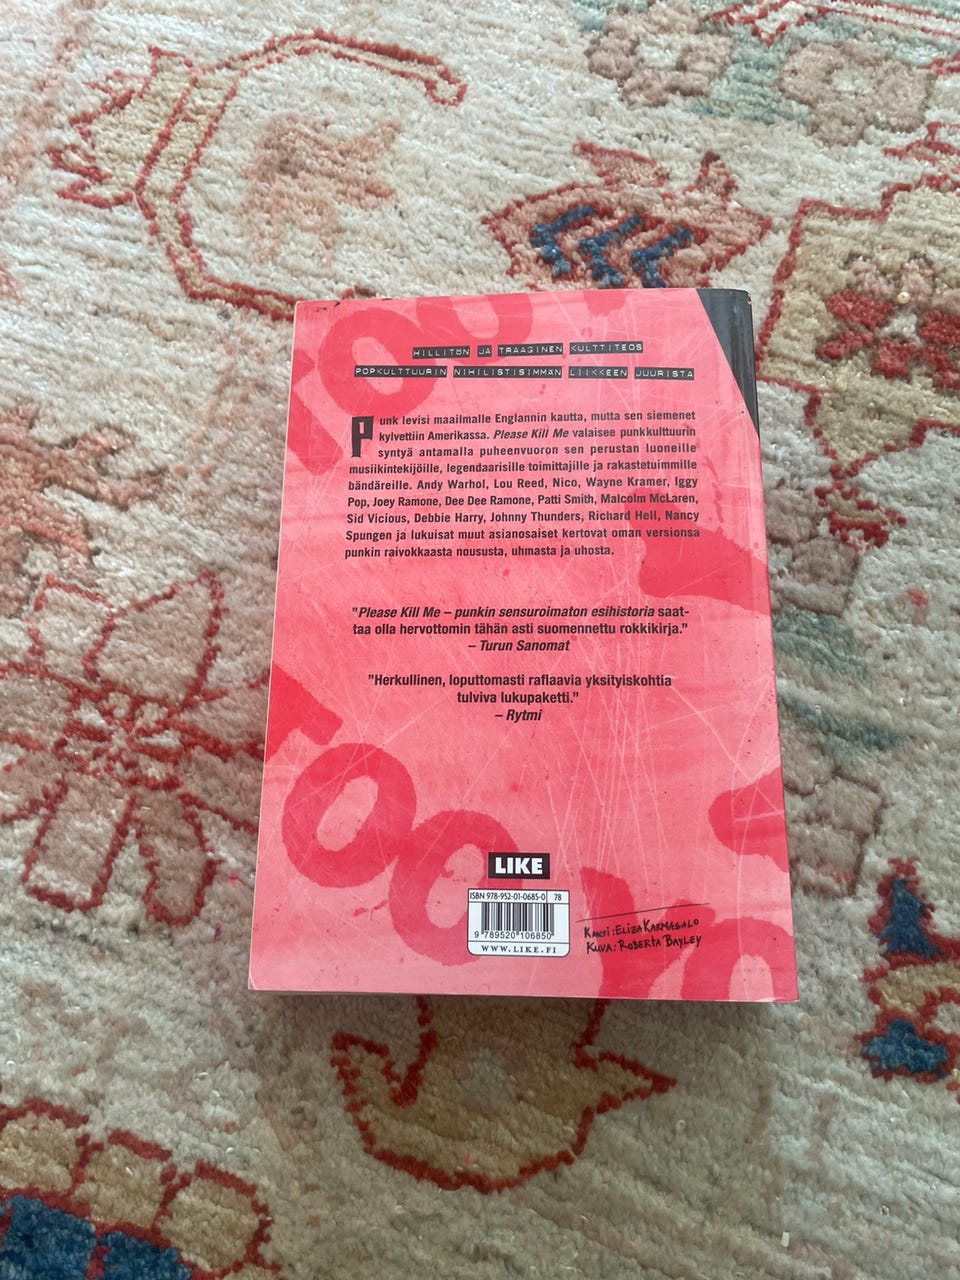 HILLITÖN JA TRAAGINEN KULTTITEOS
POPKULTTUURIN NIHILISTISIMMAN LIIKKEEN JUURISTA
Punk levisi maailmalle Englannin kautta, mutta sen siemenet
kylvettiin Amerikassa. Please Kill Me valaisee punkkulttuurin
syntyä antamalla puheenvuoron sen perustan luoneille
musiikintekijöille, legendaarisille toimittajille ja rakastetuimmille
bändäreille. Andy Warhol, Lou Reed, Nico, Wayne Kramer, Iggy
Pop, Joey Ramone, Dee Dee Ramone, Patti Smith, Malcolm McLaren,
Sid Vicious, Debbie Harry, Johnny Thunders, Richard Hell, Nancy
Spungen ja lukuisat muut asianosaiset kertovat oman versionsa
punkin raivokkaasta noususta, uhmasta ja uhosta.
"Please Kill Me – punkin sensuroimaton esihistoria saat-
taa olla hervottomin tähän asti suomennettu rokkikirja."
– Turun Sanomat
"Herkullinen, loputtomasti raflaavia yksityiskohtia
tulviva lukupaketti."
– Rytmi
LIKE
ISBN 978-952-01-0685-0 78
9 789520 106850
WWW.LIKE.FI
KANSI: ELIZA KARMASALO
KUVA: ROBERTA BAYLEY